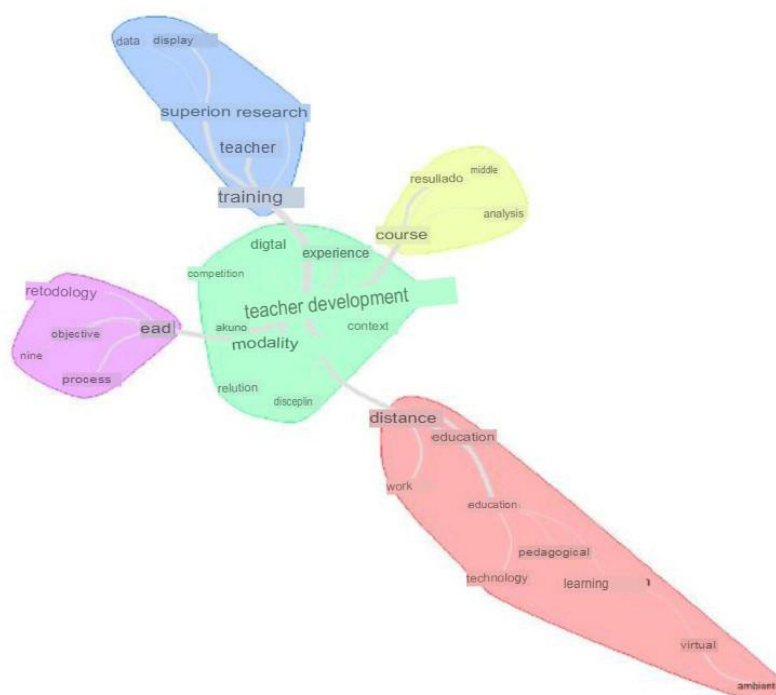 data display
superion research
teacher
training
resullado
middle
analysis
course
digtal
experience
competition
teacher development
akuno
context
modality
relution
disceplin
retodology
objective
ead
nine
process
distance
education
work
education
pedagogical
technology
learning
virtual
ambient